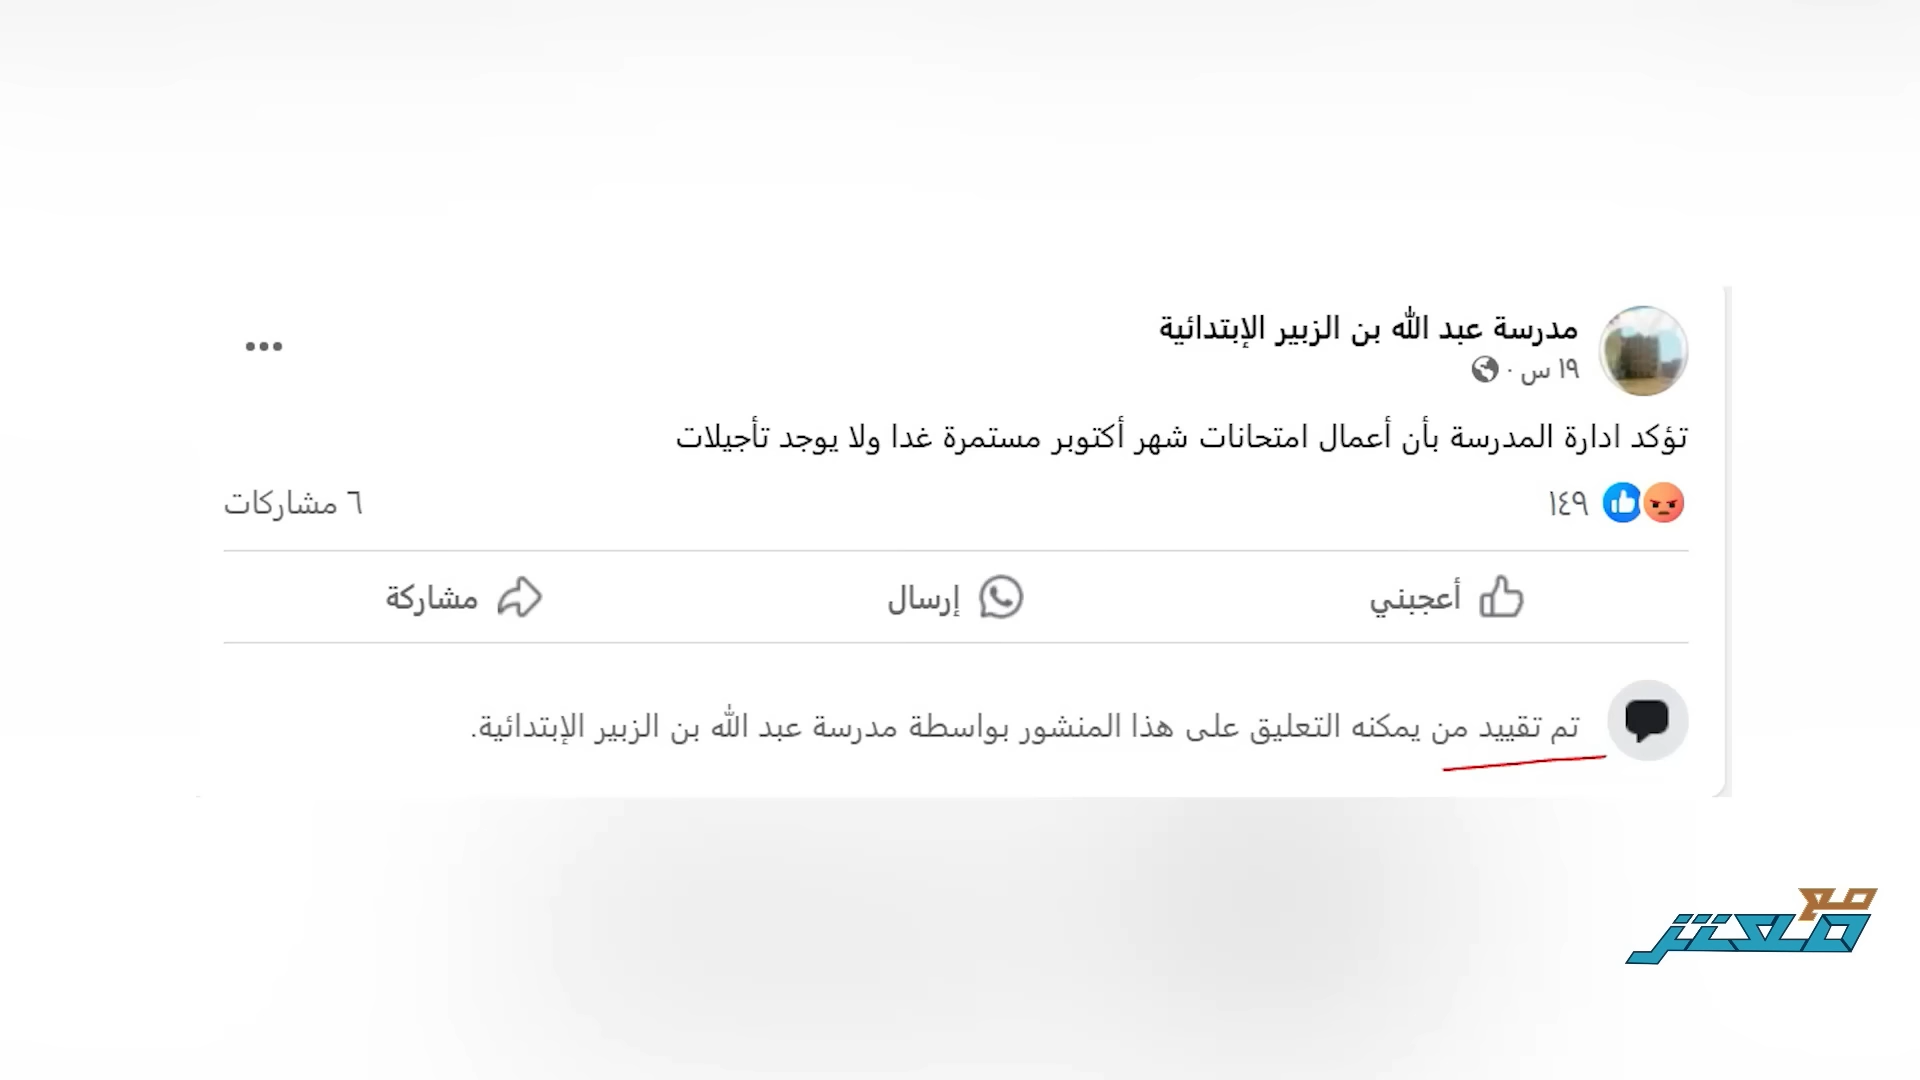 مدرسة عبد الله بن الزبير الإبتدائية
١٩ س ·
تؤكد ادارة المدرسة بأن أعمال امتحانات شهر أكتوبر مستمرة غدا ولا يوجد تأجيلات
١٤٩
٦ مشاركات
أعجبني
إرسال
مشاركة
تم تقييد من يمكنه التعليق على هذا المنشور بواسطة مدرسة عبد الله بن الزبير الإبتدائية.
مع
معتز